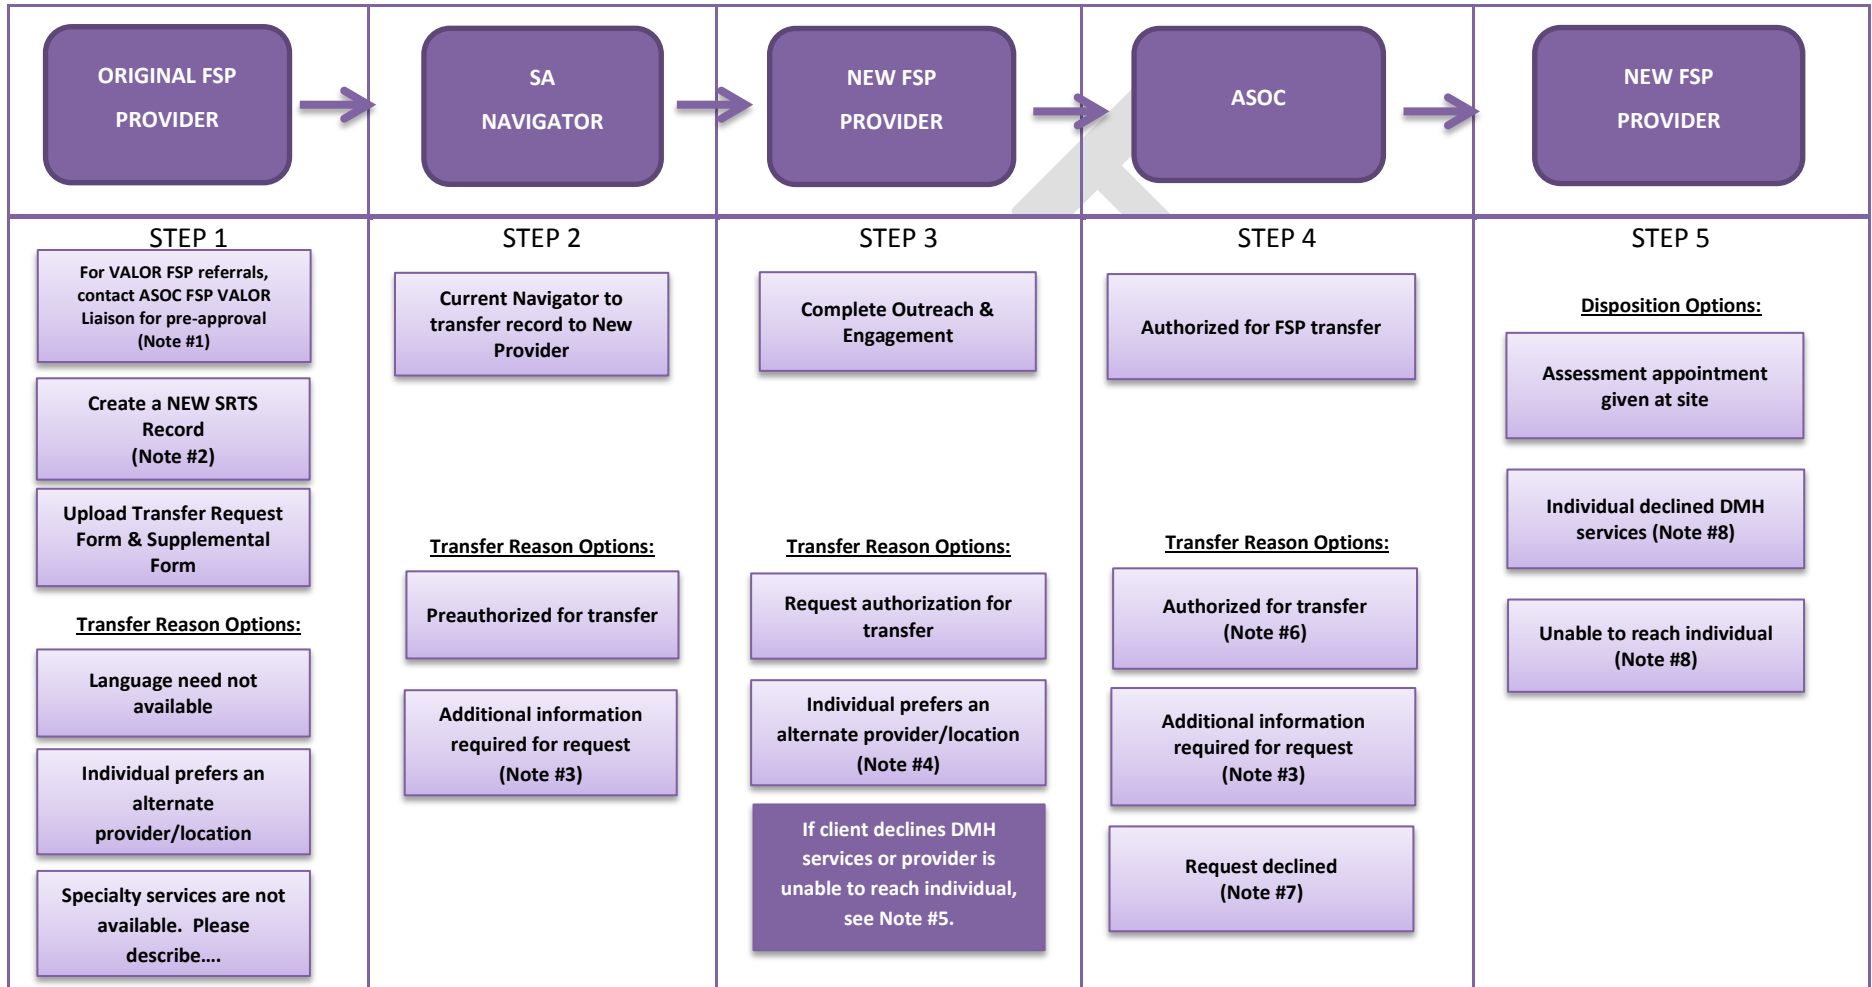 ORIGINAL FSP
PROVIDER
SA
NAVIGATOR
NEW FSP
PROVIDER
ASOC
NEW FSP
PROVIDER
STEP 1
For VALOR FSP referrals,
contact ASOC FSP VALOR
Liaison for pre-approval
(Note #1)
Create a NEW SRTS
Record
(Note #2)
Upload Transfer Request
Form & Supplemental
Form
Transfer Reason Options:
Language need not
available
Individual prefers an
alternate
provider/location
Specialty services are not
available.  Please
describe….
STEP 2
Current Navigator to
transfer record to New
Provider
Transfer Reason Options:
Preauthorized for transfer
Additional information
required for request
(Note #3)
STEP 3
Complete Outreach &
Engagement
Transfer Reason Options:
Request authorization for
transfer
Individual prefers an
alternate provider/location
(Note #4)
If client declines DMH
services or provider is
unable to reach individual,
see Note #5.
STEP 4
Authorized for FSP transfer
Transfer Reason Options:
Authorized for transfer
(Note #6)
Additional information
required for request
(Note #3)
Request declined
(Note #7)
STEP 5
Disposition Options:
Assessment appointment
given at site
Individual declined DMH
services (Note #8)
Unable to reach individual
(Note #8)